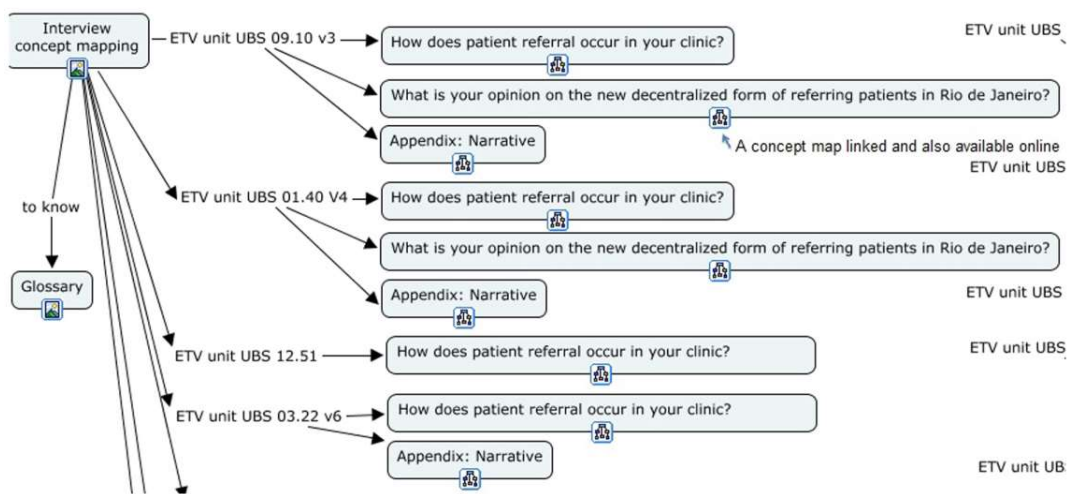 Interview
concept mapping
ETV unit UBS 09.10 v3
How does patient referral occur in your clinic?
ETV unit UBS
What is your opinion on the new decentralized form of referring patients in Rio de Janeiro?
Appendix: Narrative
A concept map linked and also available online
ETV unit UBS
to know
ETV unit UBS 01.40 V4
How does patient referral occur in your clinic?
What is your opinion on the new decentralized form of referring patients in Rio de Janeiro?
Glossary
Appendix: Narrative
ETV unit UBS
ETV unit UBS 12.51
How does patient referral occur in your clinic?
ETV unit UBS
ETV unit UBS 03.22 v6
How does patient referral occur in your clinic?
Appendix: Narrative
ETV unit UB